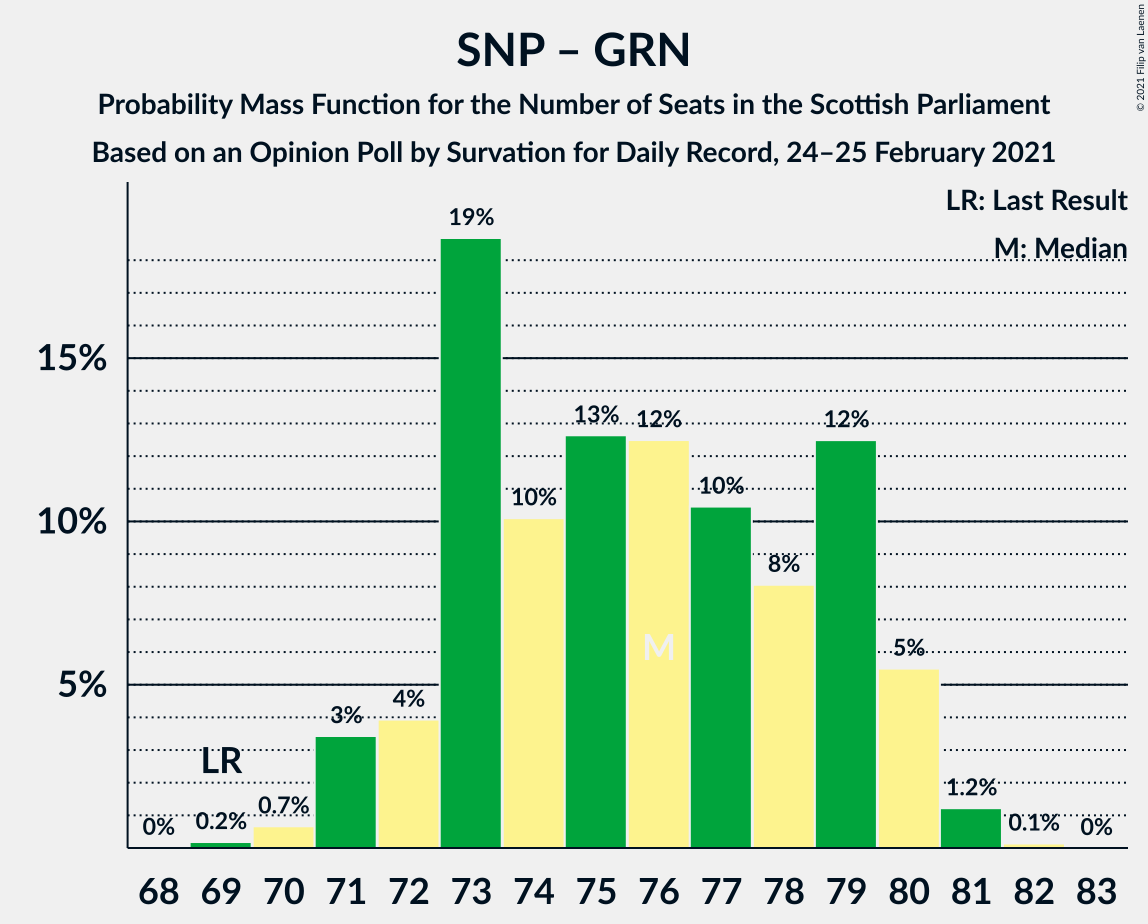 SNP – GRN
Probability Mass Function for the Number of Seats in the Scottish Parliament
Based on an Opinion Poll by Survation for Daily Record, 24–25 February 2021
© 2021 Filip van Laenen
LR: Last Result
M: Median
15%
10%
5%
0%
0.2%
0.7%
3%
4%
19%
10%
13%
12%
10%
8%
12%
5%
1.2%
0.1%
0%
LR
M
68 69 70 71 72 73 74 75 76 77 78 79 80 81 82 83